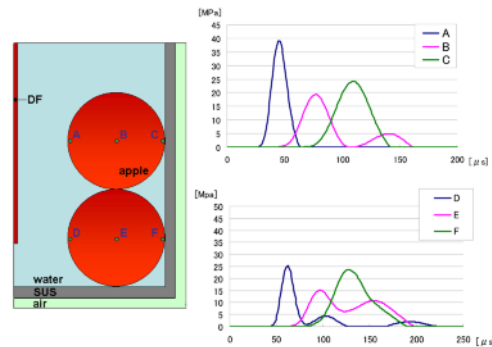 DF
A B C
apple
D E F
water
SUS
air
[MPa]
45
40
35
30
25
20
15
10
5
0
0 50 100 150 200
[μs]
A
B
C
[Mpa]
50
45
40
35
30
25
20
15
10
5
0
0 50 100 150 200 250
[μs]
D
E
F